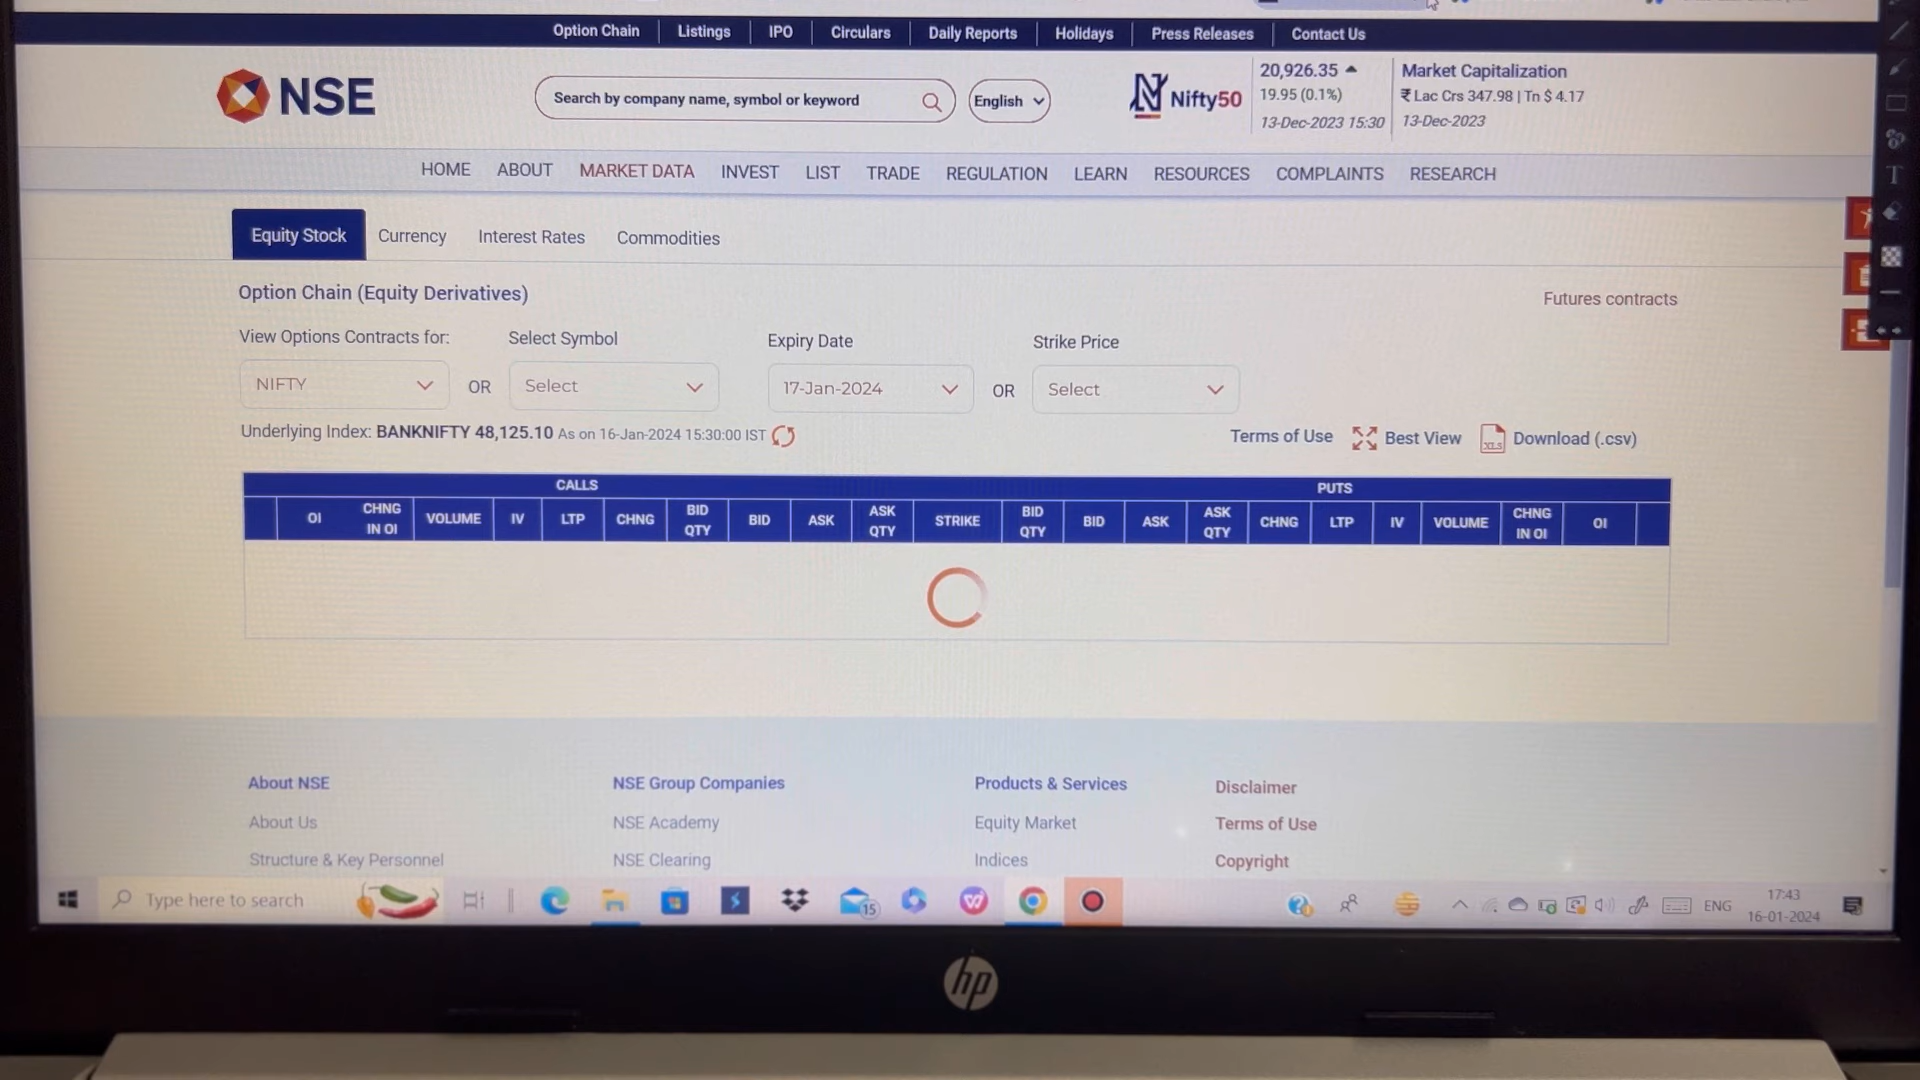 Option Chain
Listings
IPO
Circulars
Daily Reports
Holidays
Press Releases
Contact Us
NSE
Search by company name, symbol or keyword
English
Nifty50
20,926.35
19.95 (0.1%)
13-Dec-2023 15:30
Market Capitalization
₹ Lac Crs 347.98 | Tn $ 4.17
13-Dec-2023
HOME
ABOUT
MARKET DATA
INVEST
LIST
TRADE
REGULATION
LEARN
RESOURCES
COMPLAINTS
RESEARCH
Equity Stock
Currency
Interest Rates
Commodities
Option Chain (Equity Derivatives)
Futures contracts
View Options Contracts for:
Select Symbol
Expiry Date
Strike Price
NIFTY
OR
Select
17-Jan-2024
OR
Select
Underlying Index: BANKNIFTY 48,125.10 As on 16-Jan-2024 15:30:00 IST
Terms of Use
Best View
XLS
Download (.csv)
CALLS
PUTS
OI
CHNG
IN OI
VOLUME
IV
LTP
CHNG
BID
QTY
BID
ASK
ASK
QTY
STRIKE
BID
QTY
BID
ASK
ASK
QTY
CHNG
LTP
IV
VOLUME
CHNG
IN OI
OI
About NSE
NSE Group Companies
Products & Services
Disclaimer
About Us
NSE Academy
Equity Market
Terms of Use
Structure & Key Personnel
NSE Clearing
Indices
Copyright
Type here to search
15
ENG
17:43
16-01-2024
hp